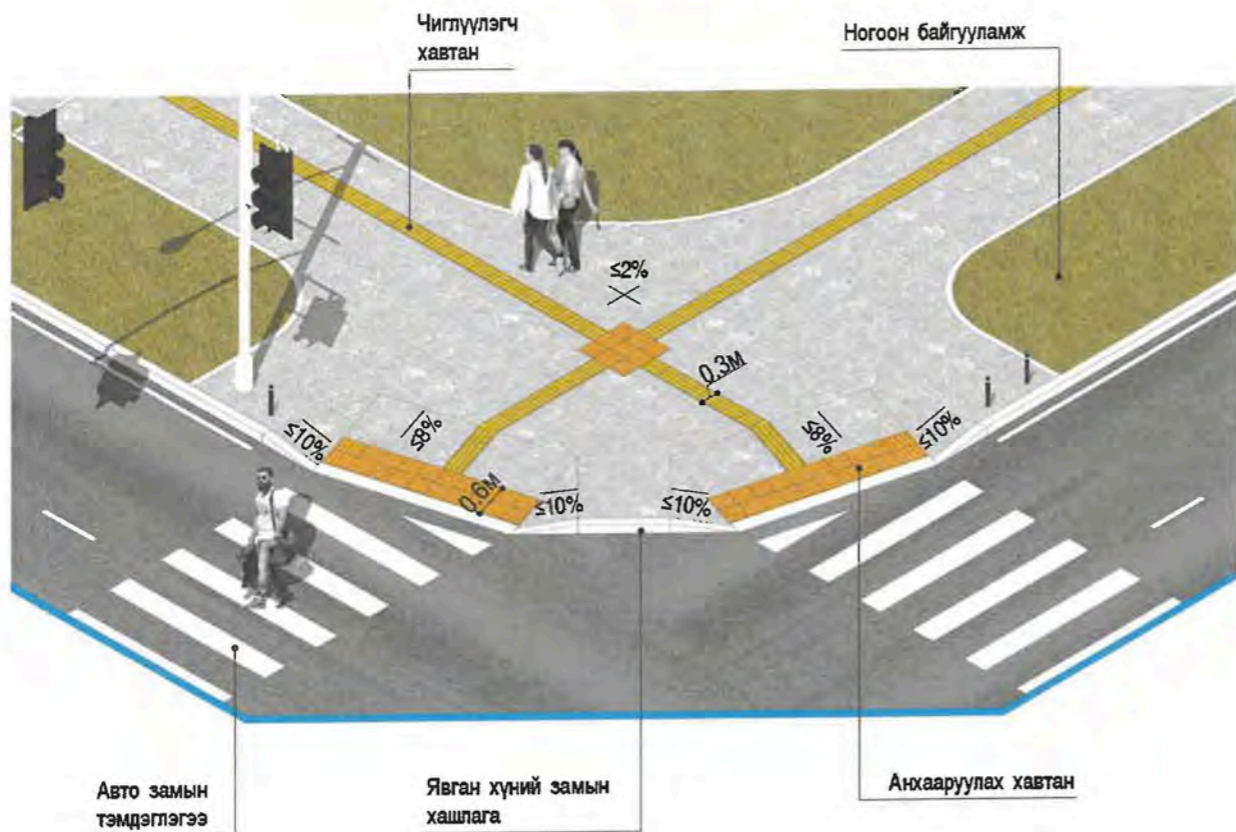 Чиглүүлэгч
хавтан
Ногоон байгууламж
≤2%
0.3м
≤10%
≤8%
≤8%
≤10%
0.6м
≤10%
≤10%
Авто замын
тэмдэглэгээ
Явган хүний замын
хашлага
Анхааруулах хавтан